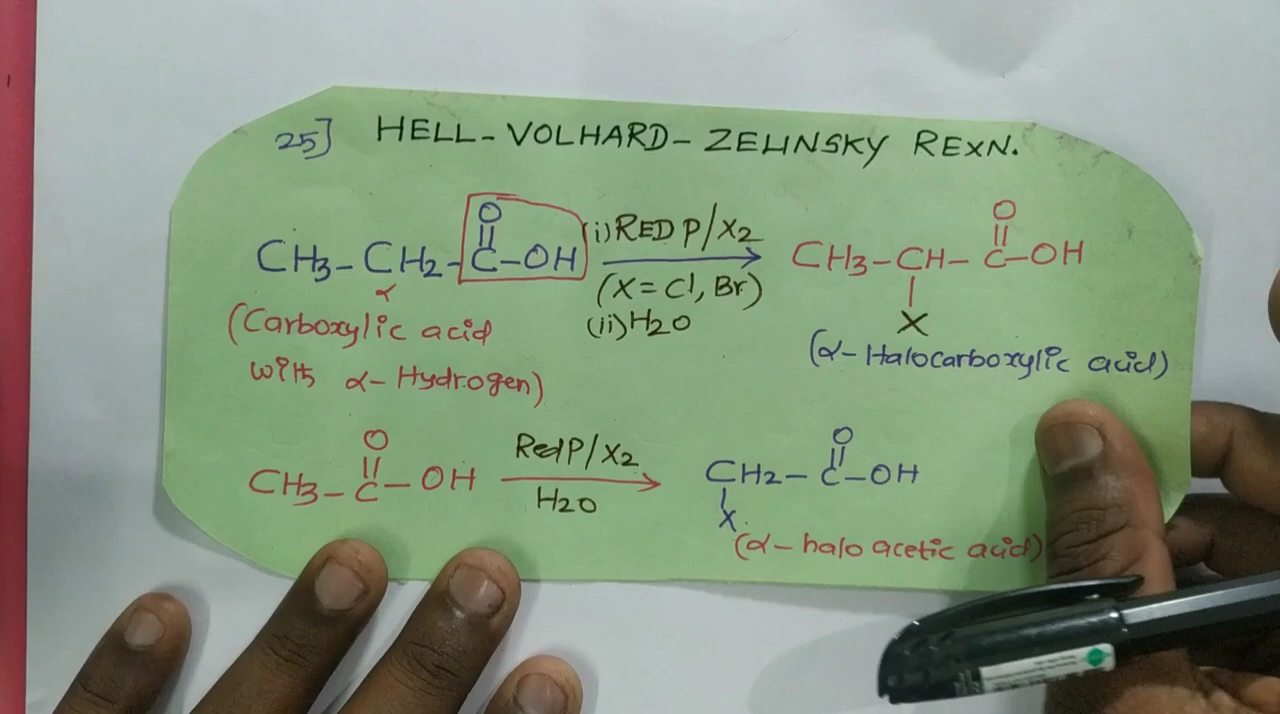 25] HELL-VOLHARD-ZELINSKY REXN.
O O
CH3-CH2-C-OH (i) RED P/X2 CH3-CH-C-OH
α (X=Cl, Br) X
(Carboxylic acid (ii) H2O (α-Halocarboxylic acid)
with α-Hydrogen)
O O
CH3-C-OH Red P/X2 CH2-C-OH
H2O X
(α-halo acetic acid)